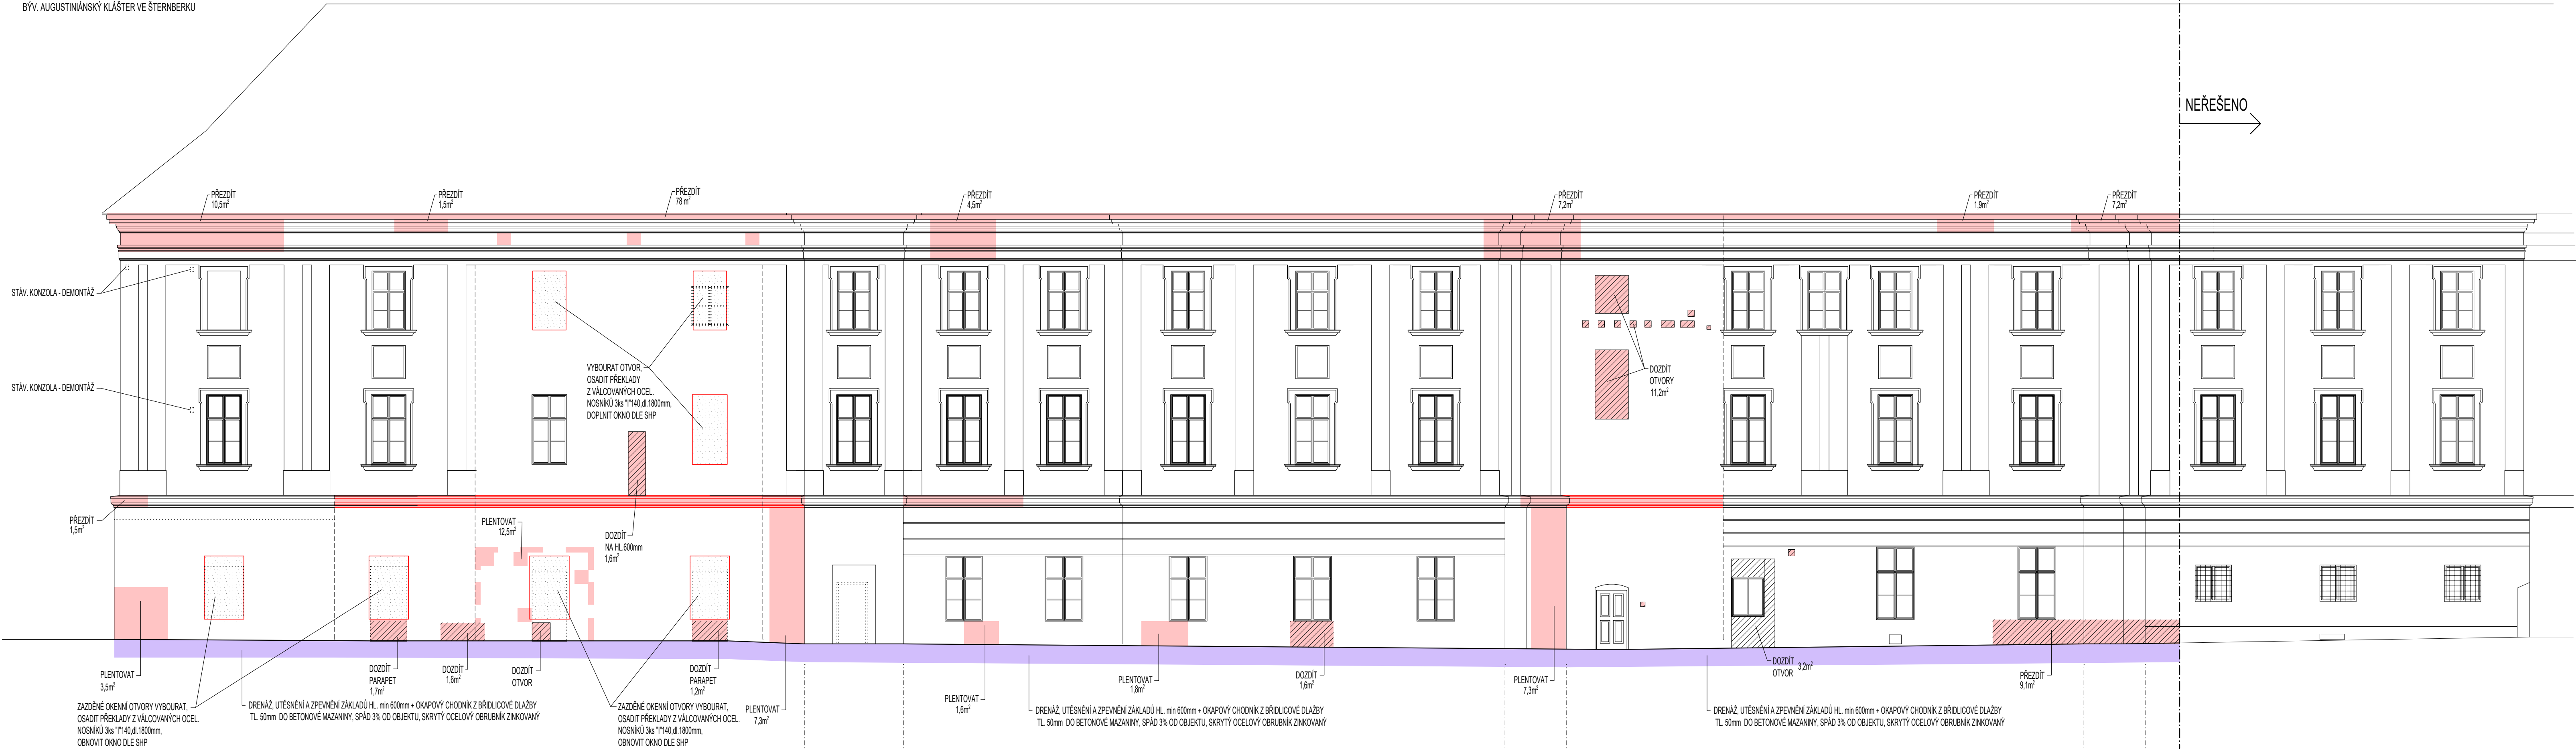 BÝV. AUGUSTINIÁNSKÝ KLÁŠTER VE ŠTERNBERKU
NEŘEŠENO
PŘEZDÍT
10,5m²
PŘEZDÍT
1,5m²
PŘEZDÍT
78 m²
PŘEZDÍT
4,5m²
PŘEZDÍT
7,2m²
PŘEZDÍT
1,9m²
PŘEZDÍT
7,2m²
STÁV. KONZOLA - DEMONTÁŽ
STÁV. KONZOLA - DEMONTÁŽ
VYBOURAT OTVOR,
OSADIT PŘEKLADY
Z VÁLCOVANÝCH OCEL.
NOSNÍKŮ 3ks "I"140,dl.1800mm,
DOPLNIT OKNO DLE SHP
DOZDÍT
OTVORY
11,2m²
PŘEZDÍT
1,5m²
PLENTOVAT
12,5m²
DOZDÍT
NA HL.600mm
1,6m²
PLENTOVAT
3,5m²
DOZDÍT
PARAPET
1,7m²
DOZDÍT
1,6m²
DOZDÍT
OTVOR
DOZDÍT
PARAPET
1,2m²
PLENTOVAT
7,3m²
PLENTOVAT
1,6m²
PLENTOVAT
1,8m²
DOZDÍT
1,6m²
PLENTOVAT
7,3m²
DOZDÍT 3,2m²
OTVOR
PŘEZDÍT
9,1m²
ZAZDĚNÉ OKENNÍ OTVORY VYBOURAT,
OSADIT PŘEKLADY Z VÁLCOVANÝCH OCEL.
NOSNÍKŮ 3ks "I"140,dl.1800mm,
OBNOVIT OKNO DLE SHP
DRENÁŽ, UTĚSNĚNÍ A ZPEVNĚNÍ ZÁKLADŮ HL. min 600mm + OKAPOVÝ CHODNÍK Z BŘIDLICOVÉ DLAŽBY
TL. 50mm DO BETONOVÉ MAZANINY, SPÁD 3% OD OBJEKTU, SKRYTÝ OCELOVÝ OBRUBNÍK ZINKOVANÝ
ZAZDĚNÉ OKENNÍ OTVORY VYBOURAT,
OSADIT PŘEKLADY Z VÁLCOVANÝCH OCEL.
NOSNÍKŮ 3ks "I"140,dl.1800mm,
OBNOVIT OKNO DLE SHP
DRENÁŽ, UTĚSNĚNÍ A ZPEVNĚNÍ ZÁKLADŮ HL. min 600mm + OKAPOVÝ CHODNÍK Z BŘIDLICOVÉ DLAŽBY
TL. 50mm DO BETONOVÉ MAZANINY, SPÁD 3% OD OBJEKTU, SKRYTÝ OCELOVÝ OBRUBNÍK ZINKOVANÝ
DRENÁŽ, UTĚSNĚNÍ A ZPEVNĚNÍ ZÁKLADŮ HL. min 600mm + OKAPOVÝ CHODNÍK Z BŘIDLICOVÉ DLAŽBY
TL. 50mm DO BETONOVÉ MAZANINY, SPÁD 3% OD OBJEKTU, SKRYTÝ OCELOVÝ OBRUBNÍK ZINKOVANÝ